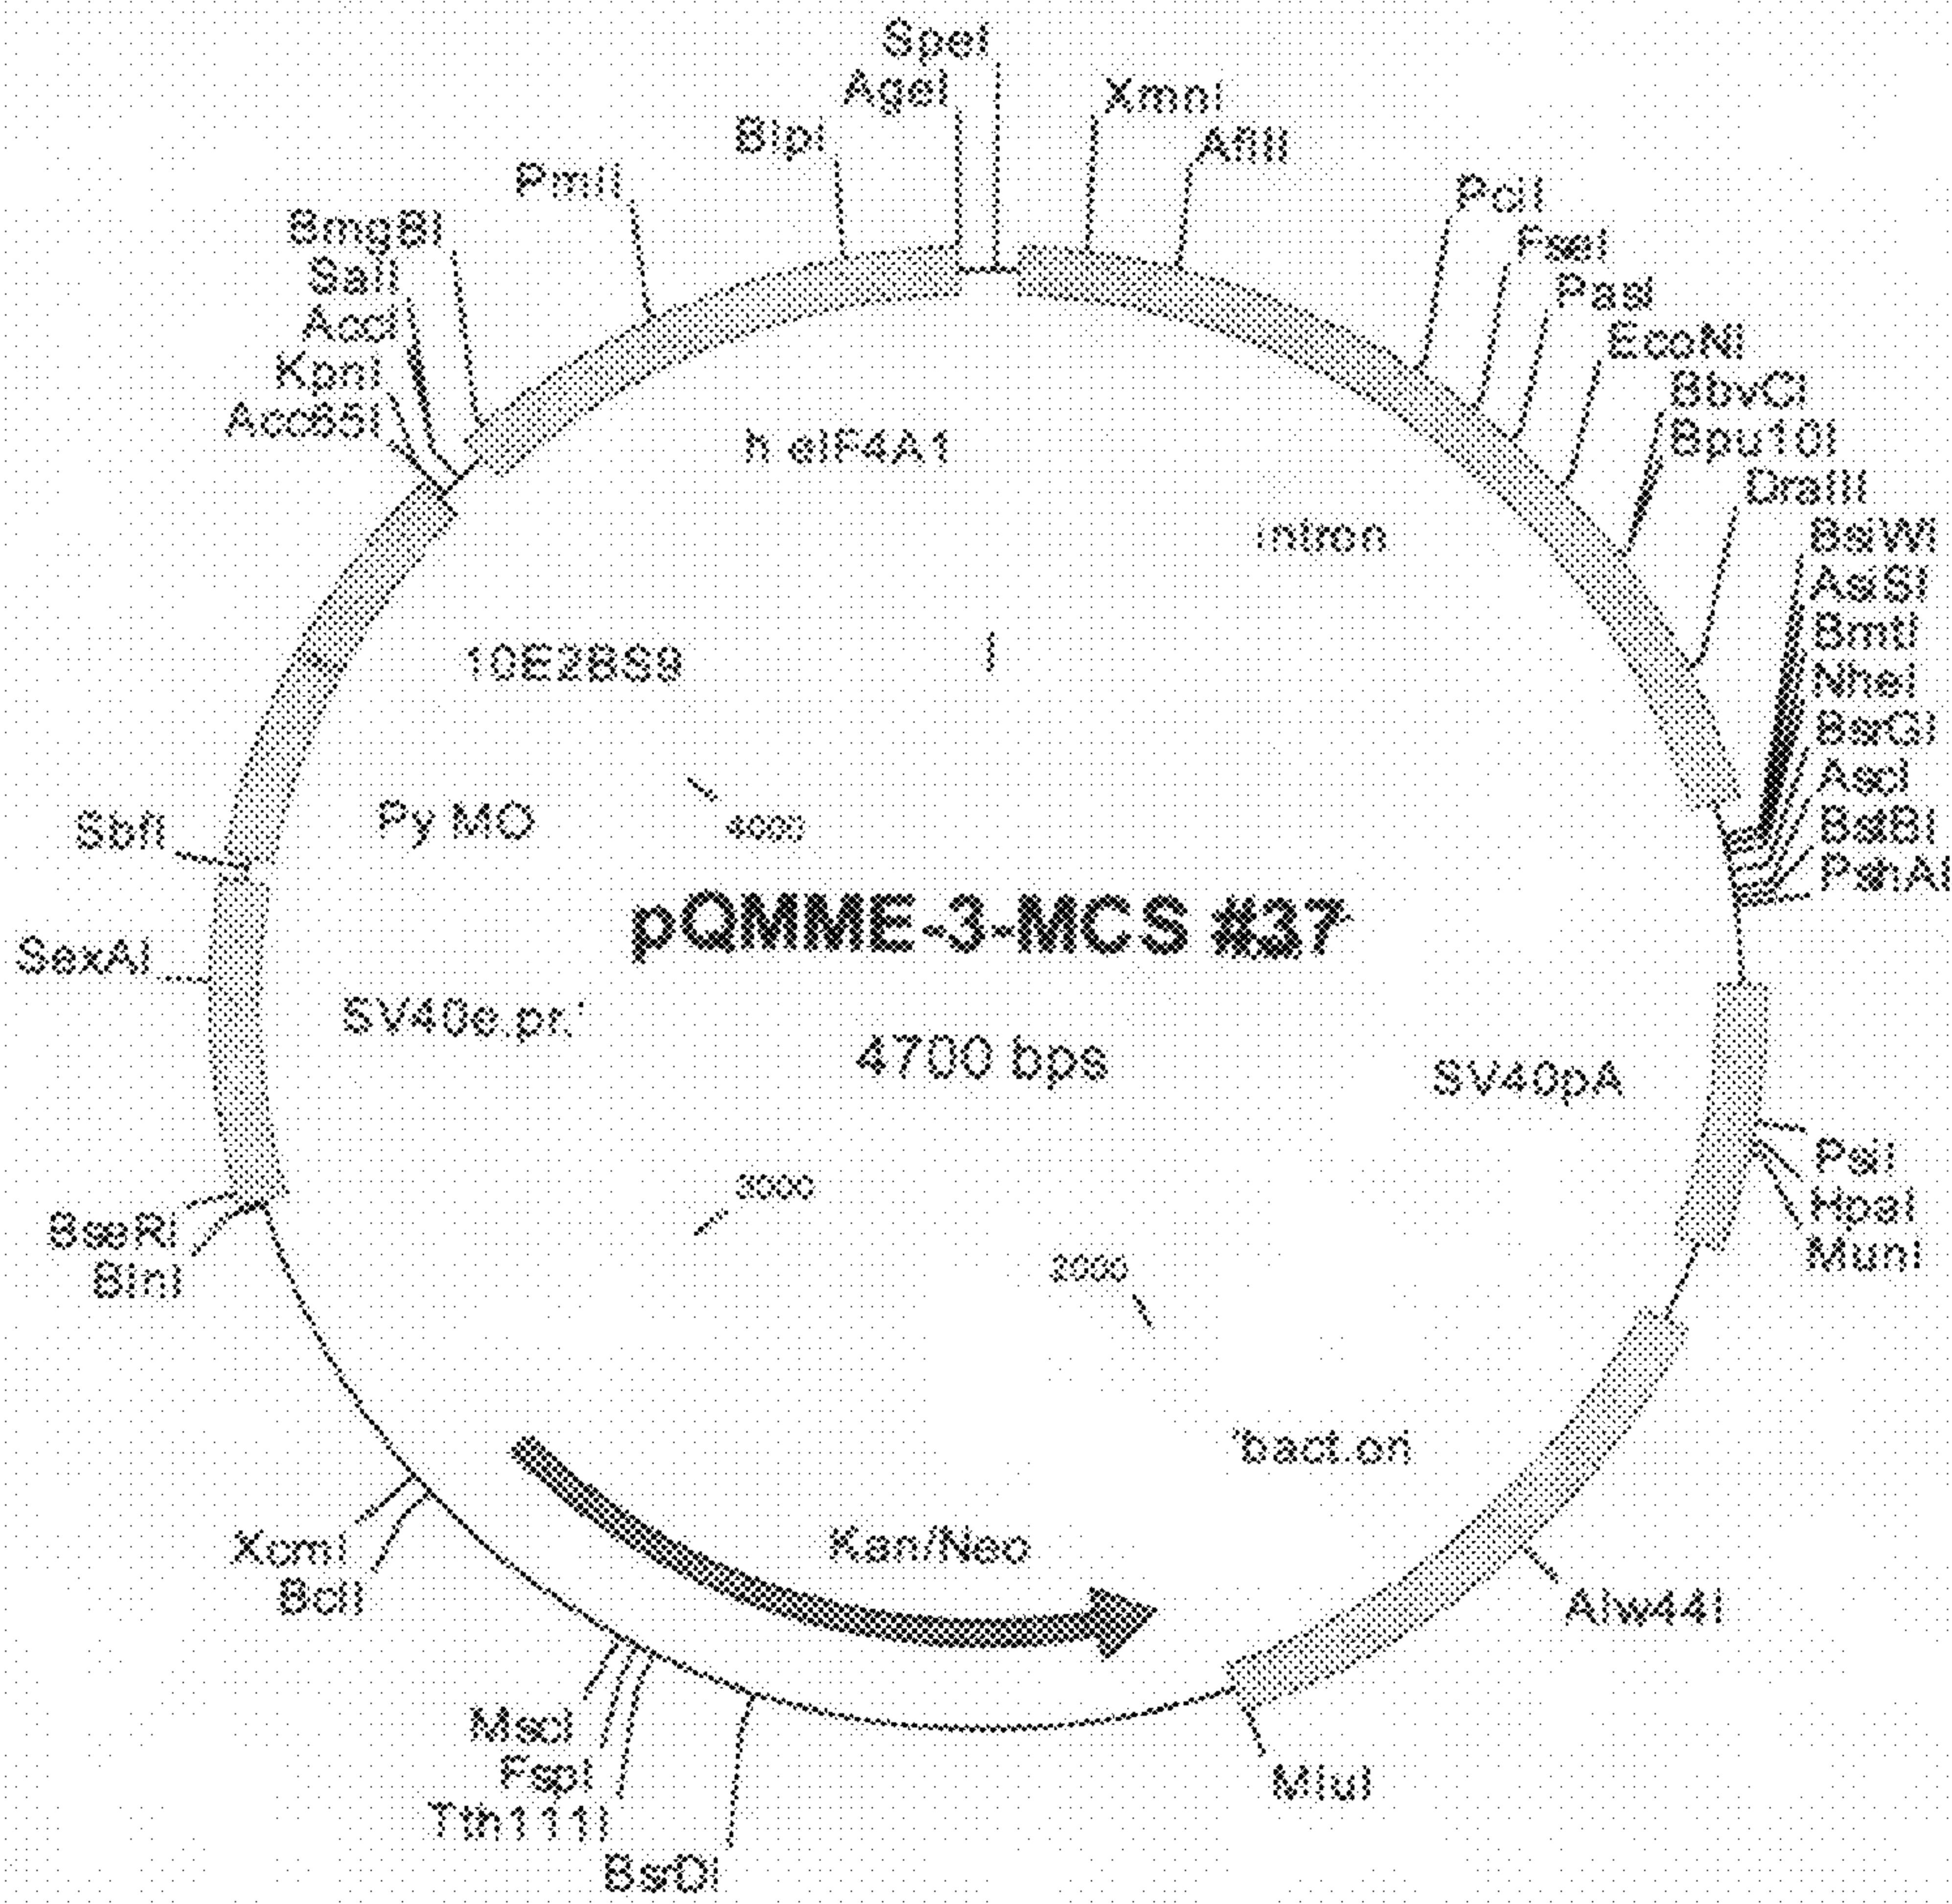 SpeI
AgeI
XmnI
BlpI
AflII
PmlI
PciI
BmgBI
FseI
SalI
PasI
AccI
EcoNI
KpnI
BbvCI
Acc65I
Bpu10I
h eIF4A1
DraIII
intron
BsiWI
AsiSI
BmtI
10E2BS9
NheI
BsrGI
AscI
Py MO
4000
SbfI
BstBI
PshAI
pQMME-3-MCS #37
SexAI
SV40e.pr.
4700 bps
SV40pA
PsiI
3000
HpaI
BseRI
MunI
2000
BlnI
bact.ori
Kan/Neo
XcmI
BclI
Alw44I
MscI
FspI
MluI
Tth111I
BsrDI